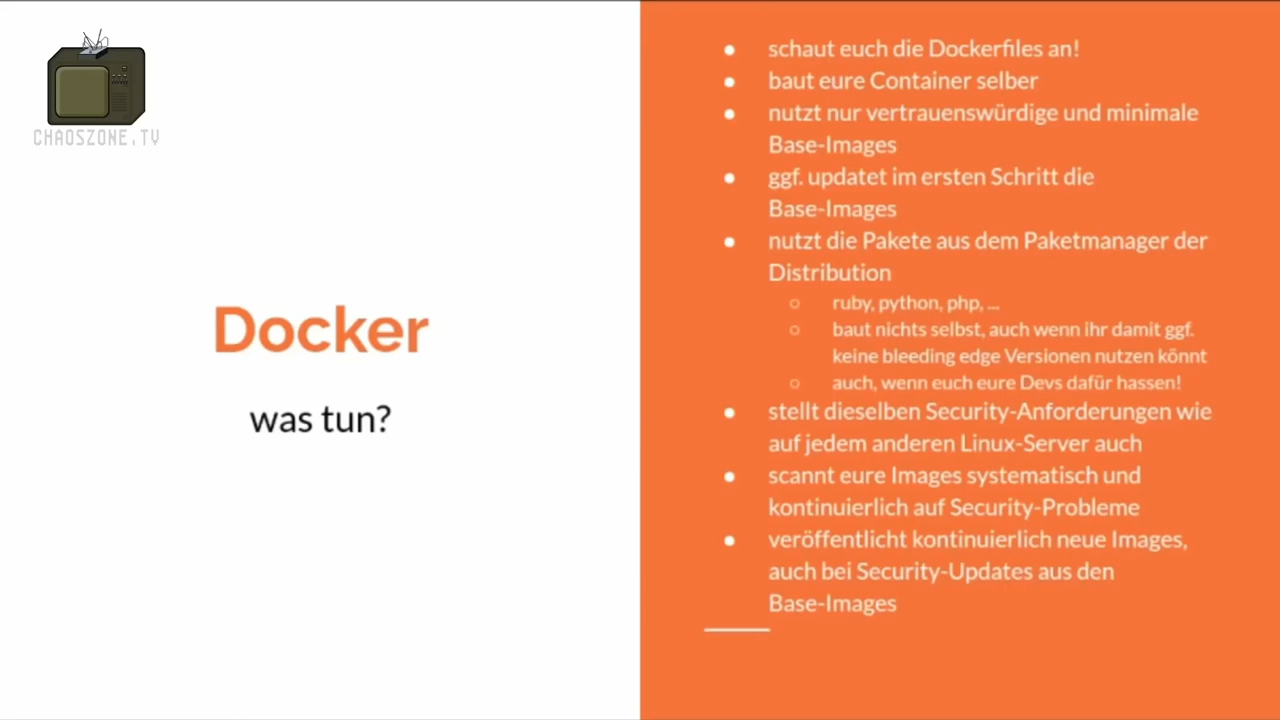 CHAOSZONE.TV
Docker
was tun?
● schaut euch die Dockerfiles an!
● baut eure Container selber
● nutzt nur vertrauenswürdige und minimale
Base-Images
● ggf. updatet im ersten Schritt die
Base-Images
● nutzt die Pakete aus dem Paketmanager der
Distribution
○ ruby, python, php, ...
○ baut nichts selbst, auch wenn ihr damit ggf.
keine bleeding edge Versionen nutzen könnt
○ auch, wenn euch eure Devs dafür hassen!
● stellt dieselben Security-Anforderungen wie
auf jedem anderen Linux-Server auch
● scannt eure Images systematisch und
kontinuierlich auf Security-Probleme
● veröffentlicht kontinuierlich neue Images,
auch bei Security-Updates aus den
Base-Images